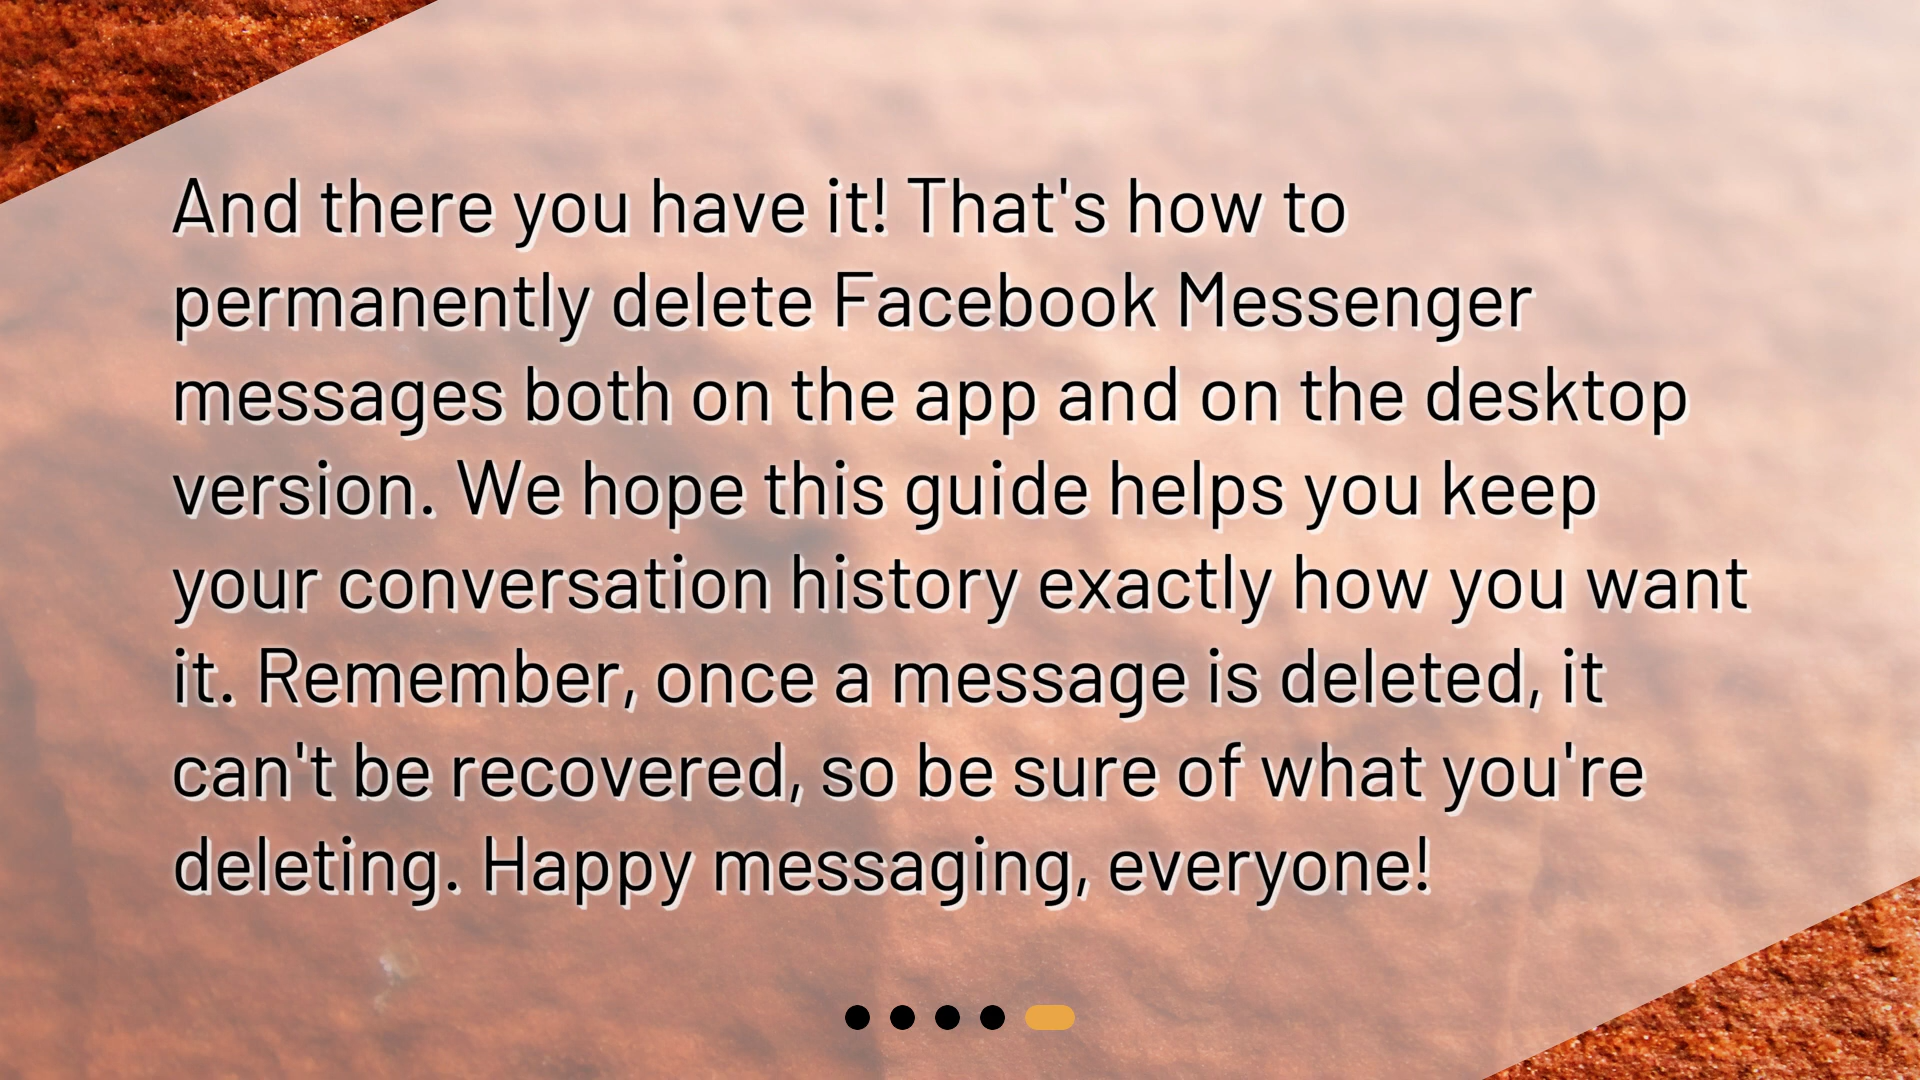 And there you have it! That's how to
permanently delete Facebook Messenger
messages both on the app and on the desktop
version. We hope this guide helps you keep
your conversation history exactly how you want
it. Remember, once a message is deleted, it
can't be recovered, so be sure of what you're
deleting. Happy messaging, everyone!